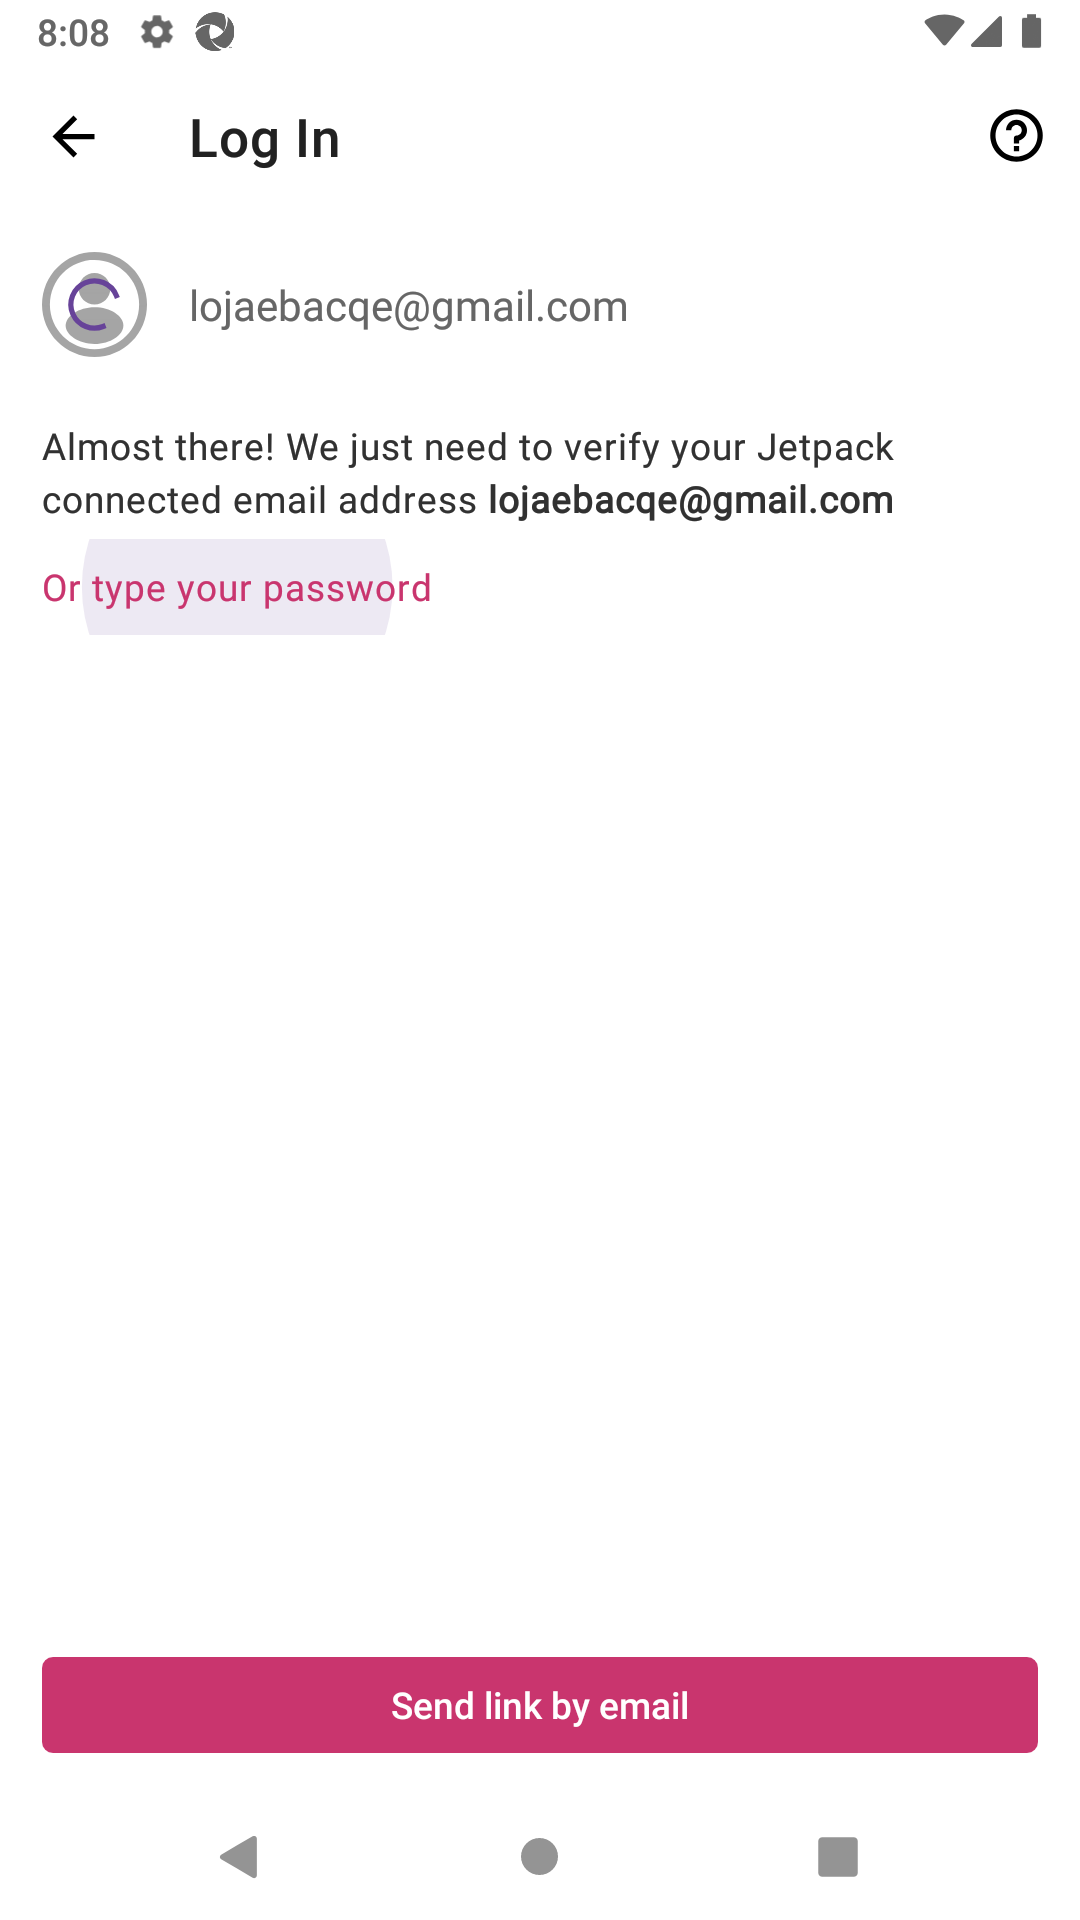 8:08
Log In
lojaebacqe@gmail.com
Almost there! We just need to verify your Jetpack
connected email address lojaebacqe@gmail.com
Or type your password
Send link by email